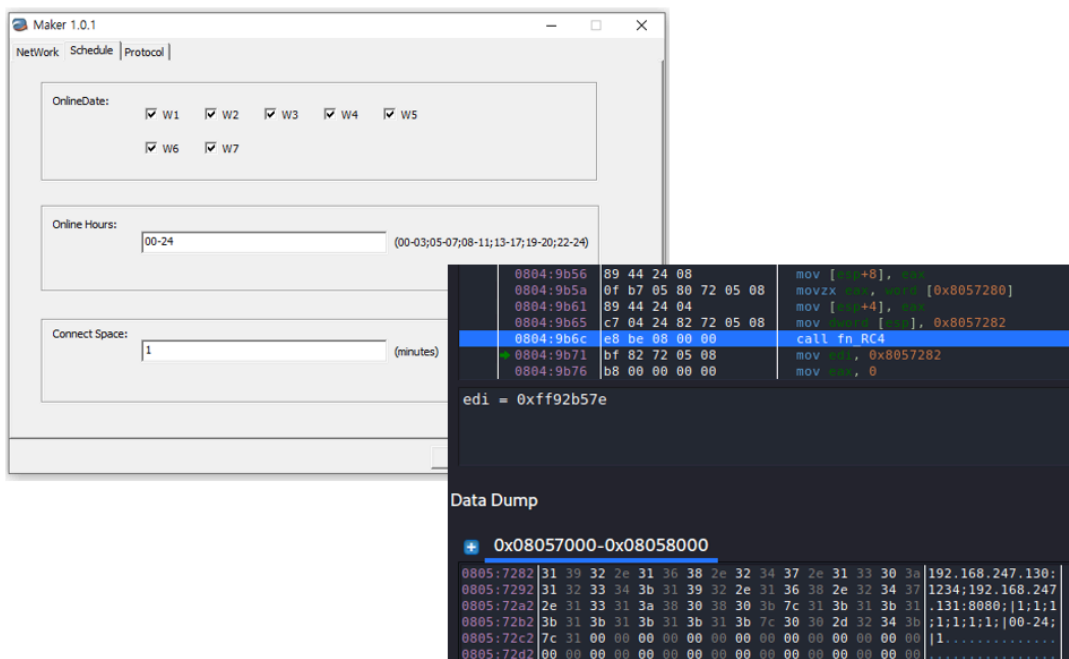 Maker 1.0.1
NetWork Schedule Protocol
OnlineDate:
W1 W2 W3 W4 W5
W6 W7
Online Hours:
00-24 (00-03;05-07;08-11;13-17;19-20;22-24)
Connect Space:
1 (minutes)
0804:9b56 89 44 24 08 mov [esp+8], eax
0804:9b5a 0f b7 05 80 72 05 08 movzx eax, word [0x8057280]
0804:9b61 89 44 24 04 mov [esp+4], eax
0804:9b65 c7 04 24 82 72 05 08 mov dword [esp], 0x8057282
0804:9b6c e8 be 08 00 00 call fn_RC4
0804:9b71 bf 82 72 05 08 mov edi, 0x8057282
0804:9b76 b8 00 00 00 00 mov eax, 0
edi = 0xff92b57e
Data Dump
0x08057000-0x08058000
0805:7282 31 39 32 2e 31 36 38 2e 32 34 37 2e 31 33 30 3a 192.168.247.130:
0805:7292 31 32 33 34 3b 31 39 32 2e 31 36 38 2e 32 34 37 1234;192.168.247
0805:72a2 2e 31 33 31 3a 38 30 38 30 3b 7c 31 3b 31 3b 31 .131:8080;|1;1;1
0805:72b2 3b 31 3b 31 3b 31 3b 31 3b 7c 30 30 2d 32 34 3b ;1;1;1;1;|00-24;
0805:72c2 7c 31 00 00 00 00 00 00 00 00 00 00 00 00 00 00 |1..............
0805:72d2 00 00 00 00 00 00 00 00 00 00 00 00 00 00 00 00 ................